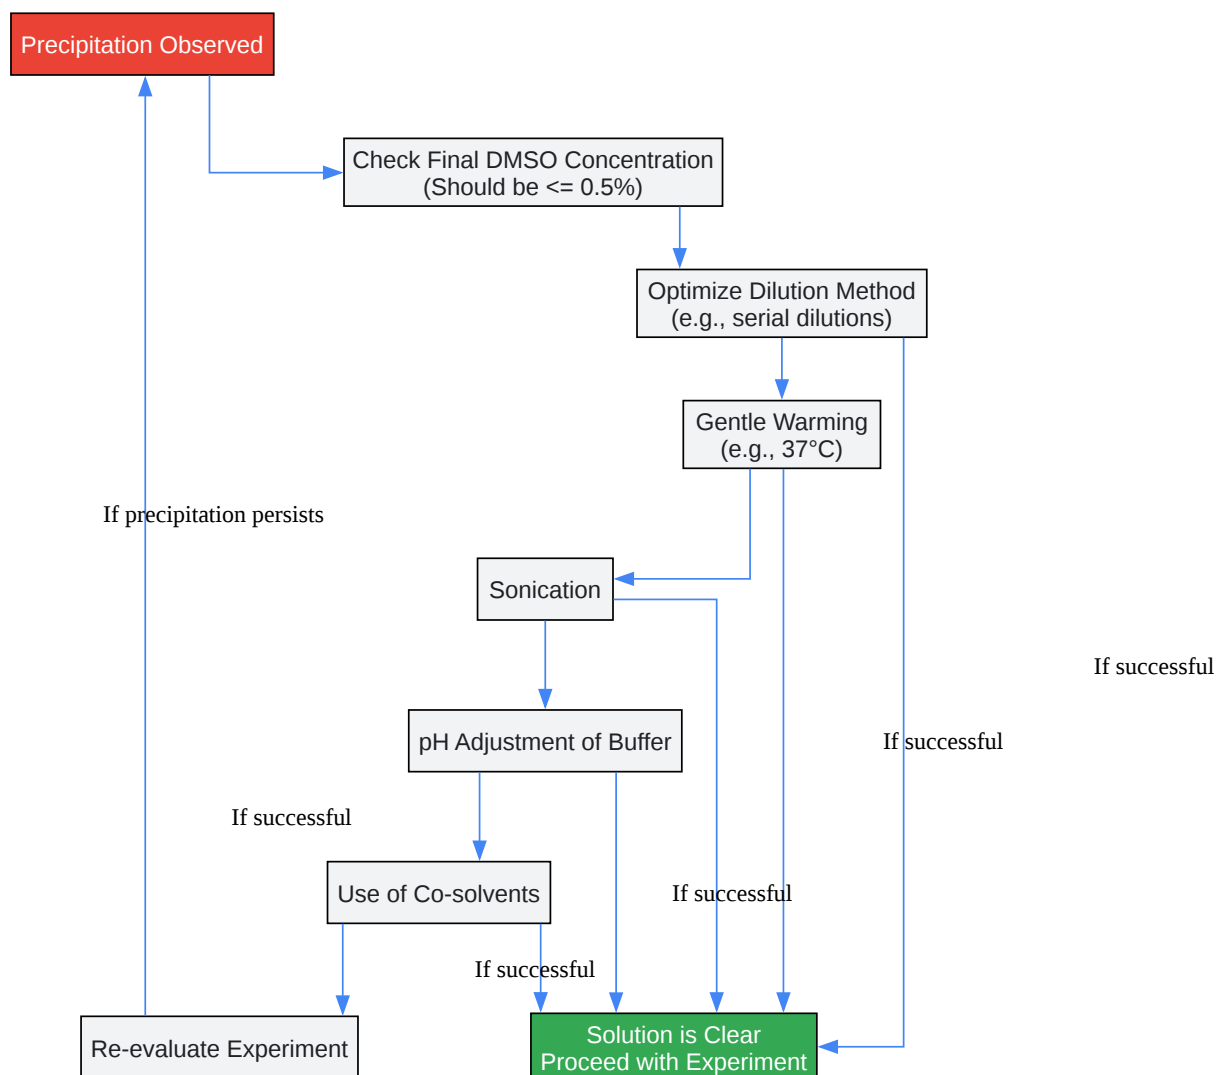 Precipitation Observed
Check Final DMSO Concentration
(Should be <= 0.5%)
Optimize Dilution Method
(e.g., serial dilutions)
Gentle Warming
(e.g., 37°C)
If precipitation persists
Sonication
If successful
pH Adjustment of Buffer
If successful
If successful
Use of Co-solvents
If successful
If successful
Solution is Clear
Proceed with Experiment
Re-evaluate Experiment